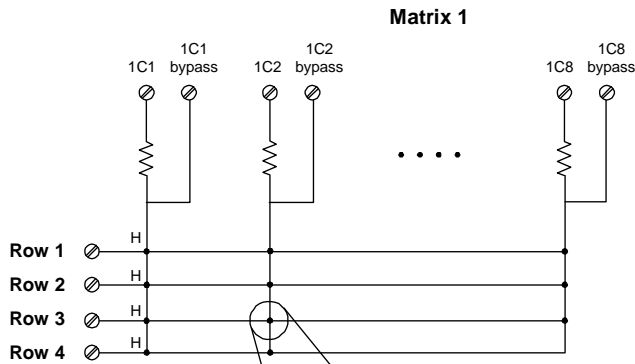 Matrix 1
1C1
1C1
bypass
1C2
1C2
bypass
1C8
1C8
bypass
H
Row 1
H
Row 2
H
Row 3
H
Row 4